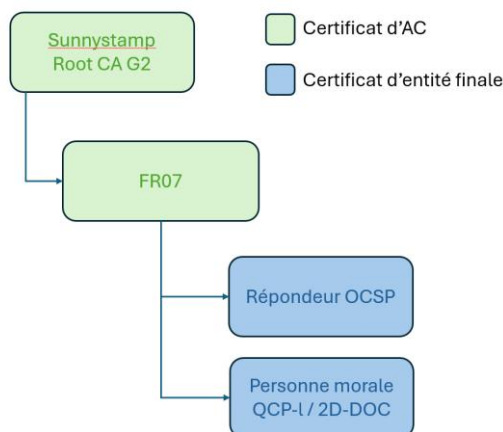 Sunnystamp
Root CA G2
Certificat d'AC
Certificat d'entité finale
FR07
Répondeur OCSP
Personne morale
QCP-l / 2D-DOC